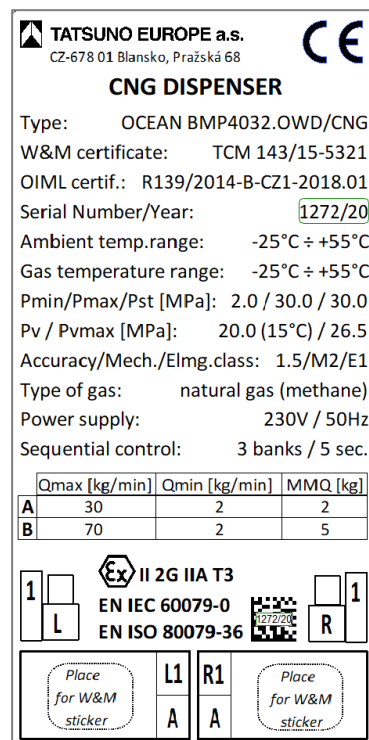 TATSUNO EUROPE a.s.
CZ-678 01 Blansko, Pražská 68
CE
CNG DISPENSER
Type: OCEAN BMP4032.OWD/CNG
W&M certificate: TCM 143/15-5321
OIML certif.: R139/2014-B-CZ1-2018.01
Serial Number/Year: 1272/20
Ambient temp.range: -25°C ÷ +55°C
Gas temperature range: -25°C ÷ +55°C
Pmin/Pmax/Pst [MPa]: 2.0 / 30.0 / 30.0
Pv / Pvmax [MPa]: 20.0 (15°C) / 26.5
Accuracy/Mech./Elmg.class: 1.5/M2/E1
Type of gas: natural gas (methane)
Power supply: 230V / 50Hz
Sequential control: 3 banks / 5 sec.
Qmax [kg/min] Qmin [kg/min] MMQ [kg]
A 30 2 2
B 70 2 5
Ex II 2G IIA T3
1 L
EN IEC 60079-0
EN ISO 80079-36
1272/20
R 1
Place for W&M sticker
L1 A
R1 A
Place for W&M sticker